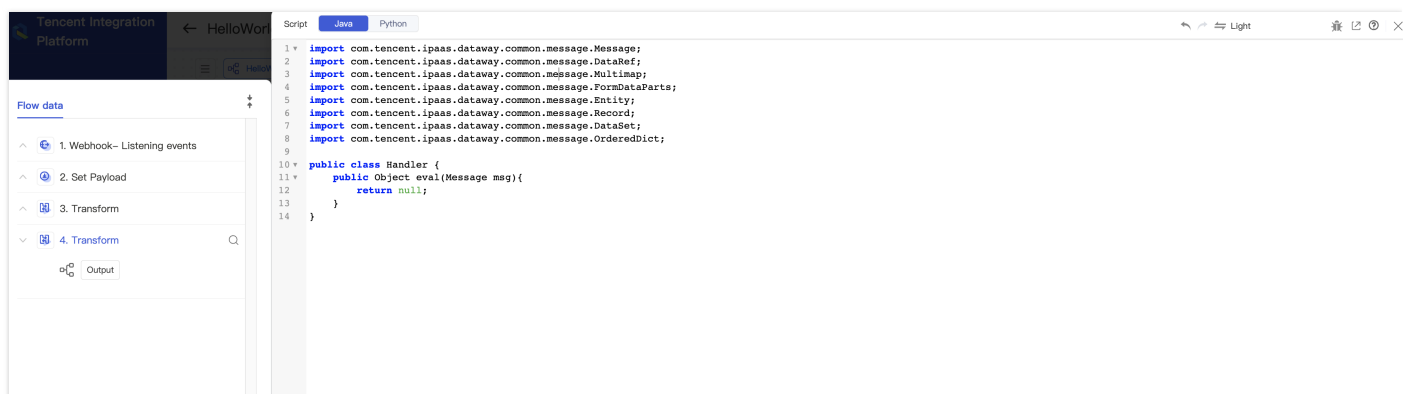 Tencent Integration
Platform
HelloWorl
Hellow
Script
Java
Python
Light
Flow data
1. Webhook– Listening events
2. Set Payload
3. Transform
4. Transform
Output
1 import com.tencent.ipaas.dataway.common.message.Message;
2 import com.tencent.ipaas.dataway.common.message.DataRef;
3 import com.tencent.ipaas.dataway.common.message.Multimap;
4 import com.tencent.ipaas.dataway.common.message.FormDataParts;
5 import com.tencent.ipaas.dataway.common.message.Entity;
6 import com.tencent.ipaas.dataway.common.message.Record;
7 import com.tencent.ipaas.dataway.common.message.DataSet;
8 import com.tencent.ipaas.dataway.common.message.OrderedDict;
9
10 public class Handler {
11 public Object eval(Message msg){
12 return null;
13 }
14 }